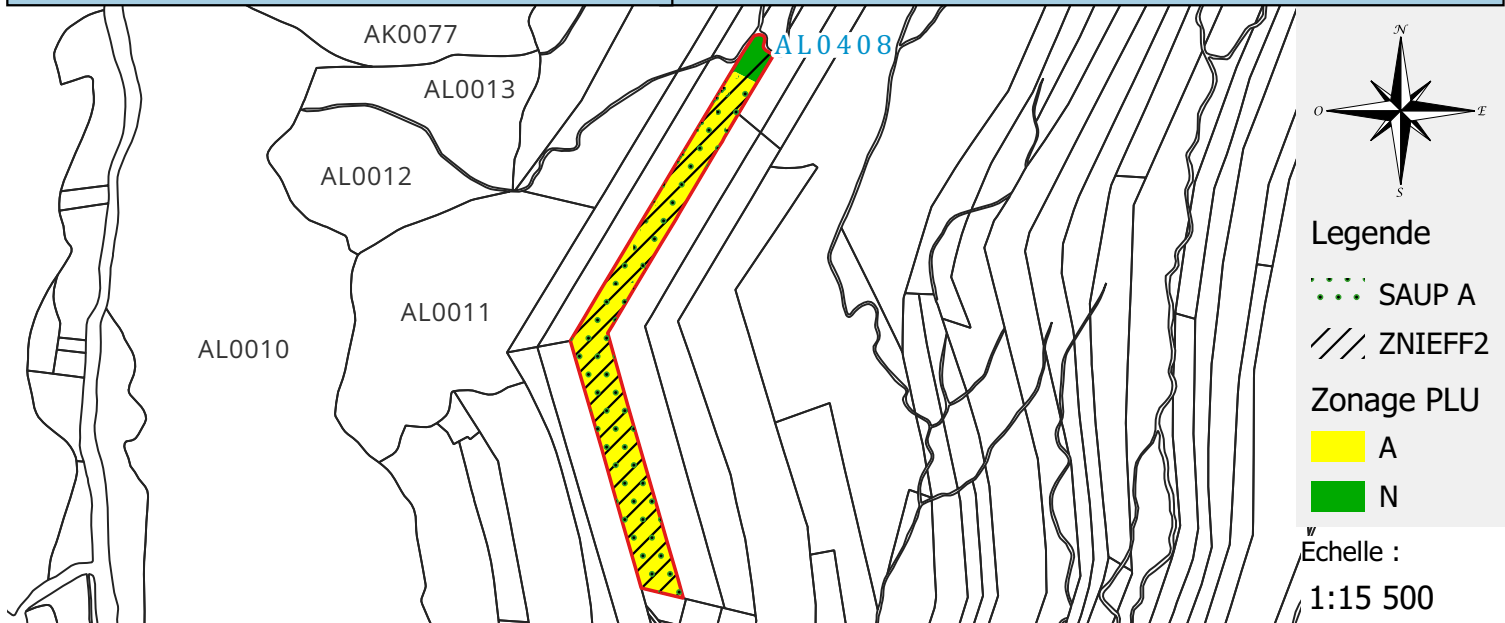 AK0077
AL0408
AL0013
AL0012
AL0011
AL0010
N
O
E
S
Legende
SAUP A
ZNIEFF2
Zonage PLU
A
N
Echelle :
1:15 500